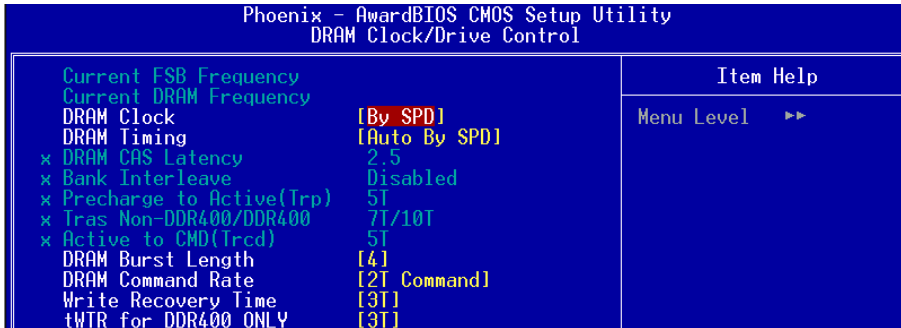 Phoenix - AwardBIOS CMOS Setup Utility
DRAM Clock/Drive Control
Current FSB Frequency
Current DRAM Frequency
DRAM Clock [By SPD]
DRAM Timing [Auto By SPD]
x DRAM CAS Latency 2.5
x Bank Interleave Disabled
x Precharge to Active(Trp) 5T
x Tras Non-DDR400/DDR400 7T/10T
x Active to CMD(Trcd) 5T
DRAM Burst Length [4]
DRAM Command Rate [2T Command]
Write Recovery Time [3T]
tWTR for DDR400 ONLY [3T]
Item Help
Menu Level ▸▸